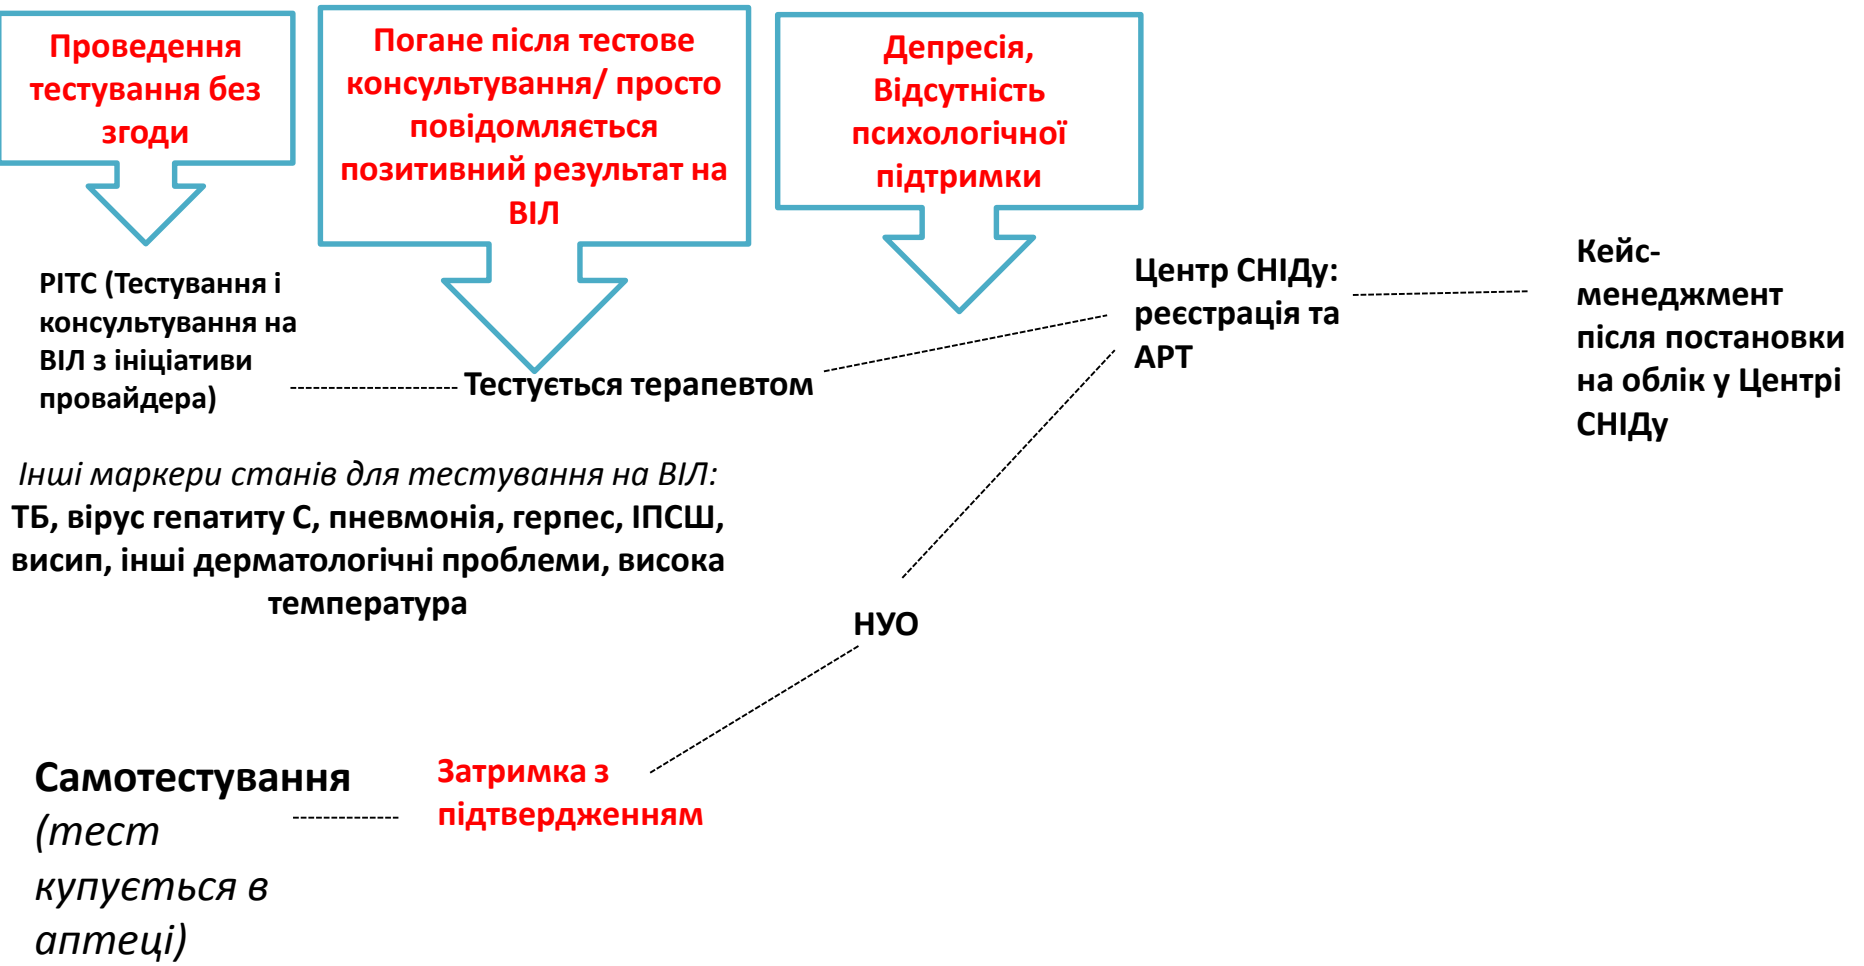 Проведення
тестування без
згоди
Погане після тестове
консультування/ просто
повідомляється
позитивний результат на
ВІЛ
Депресія,
Відсутність
психологічної
підтримки
РІТС (Тестування і
консультування на
ВІЛ з ініціативи
провайдера)
Тестується терапевтом
Центр СНІДу:
реєстрація та
АРТ
Кейс-
менеджмент
після постановки
на облік у Центрі
СНІДу
Інші маркери станів для тестування на ВІЛ:
ТБ, вірус гепатиту С, пневмонія, герпес, ІПСШ,
висип, інші дерматологічні проблеми, висока
температура
НУО
Самотестування
(тест
купується в
аптеці)
Затримка з
підтвердженням